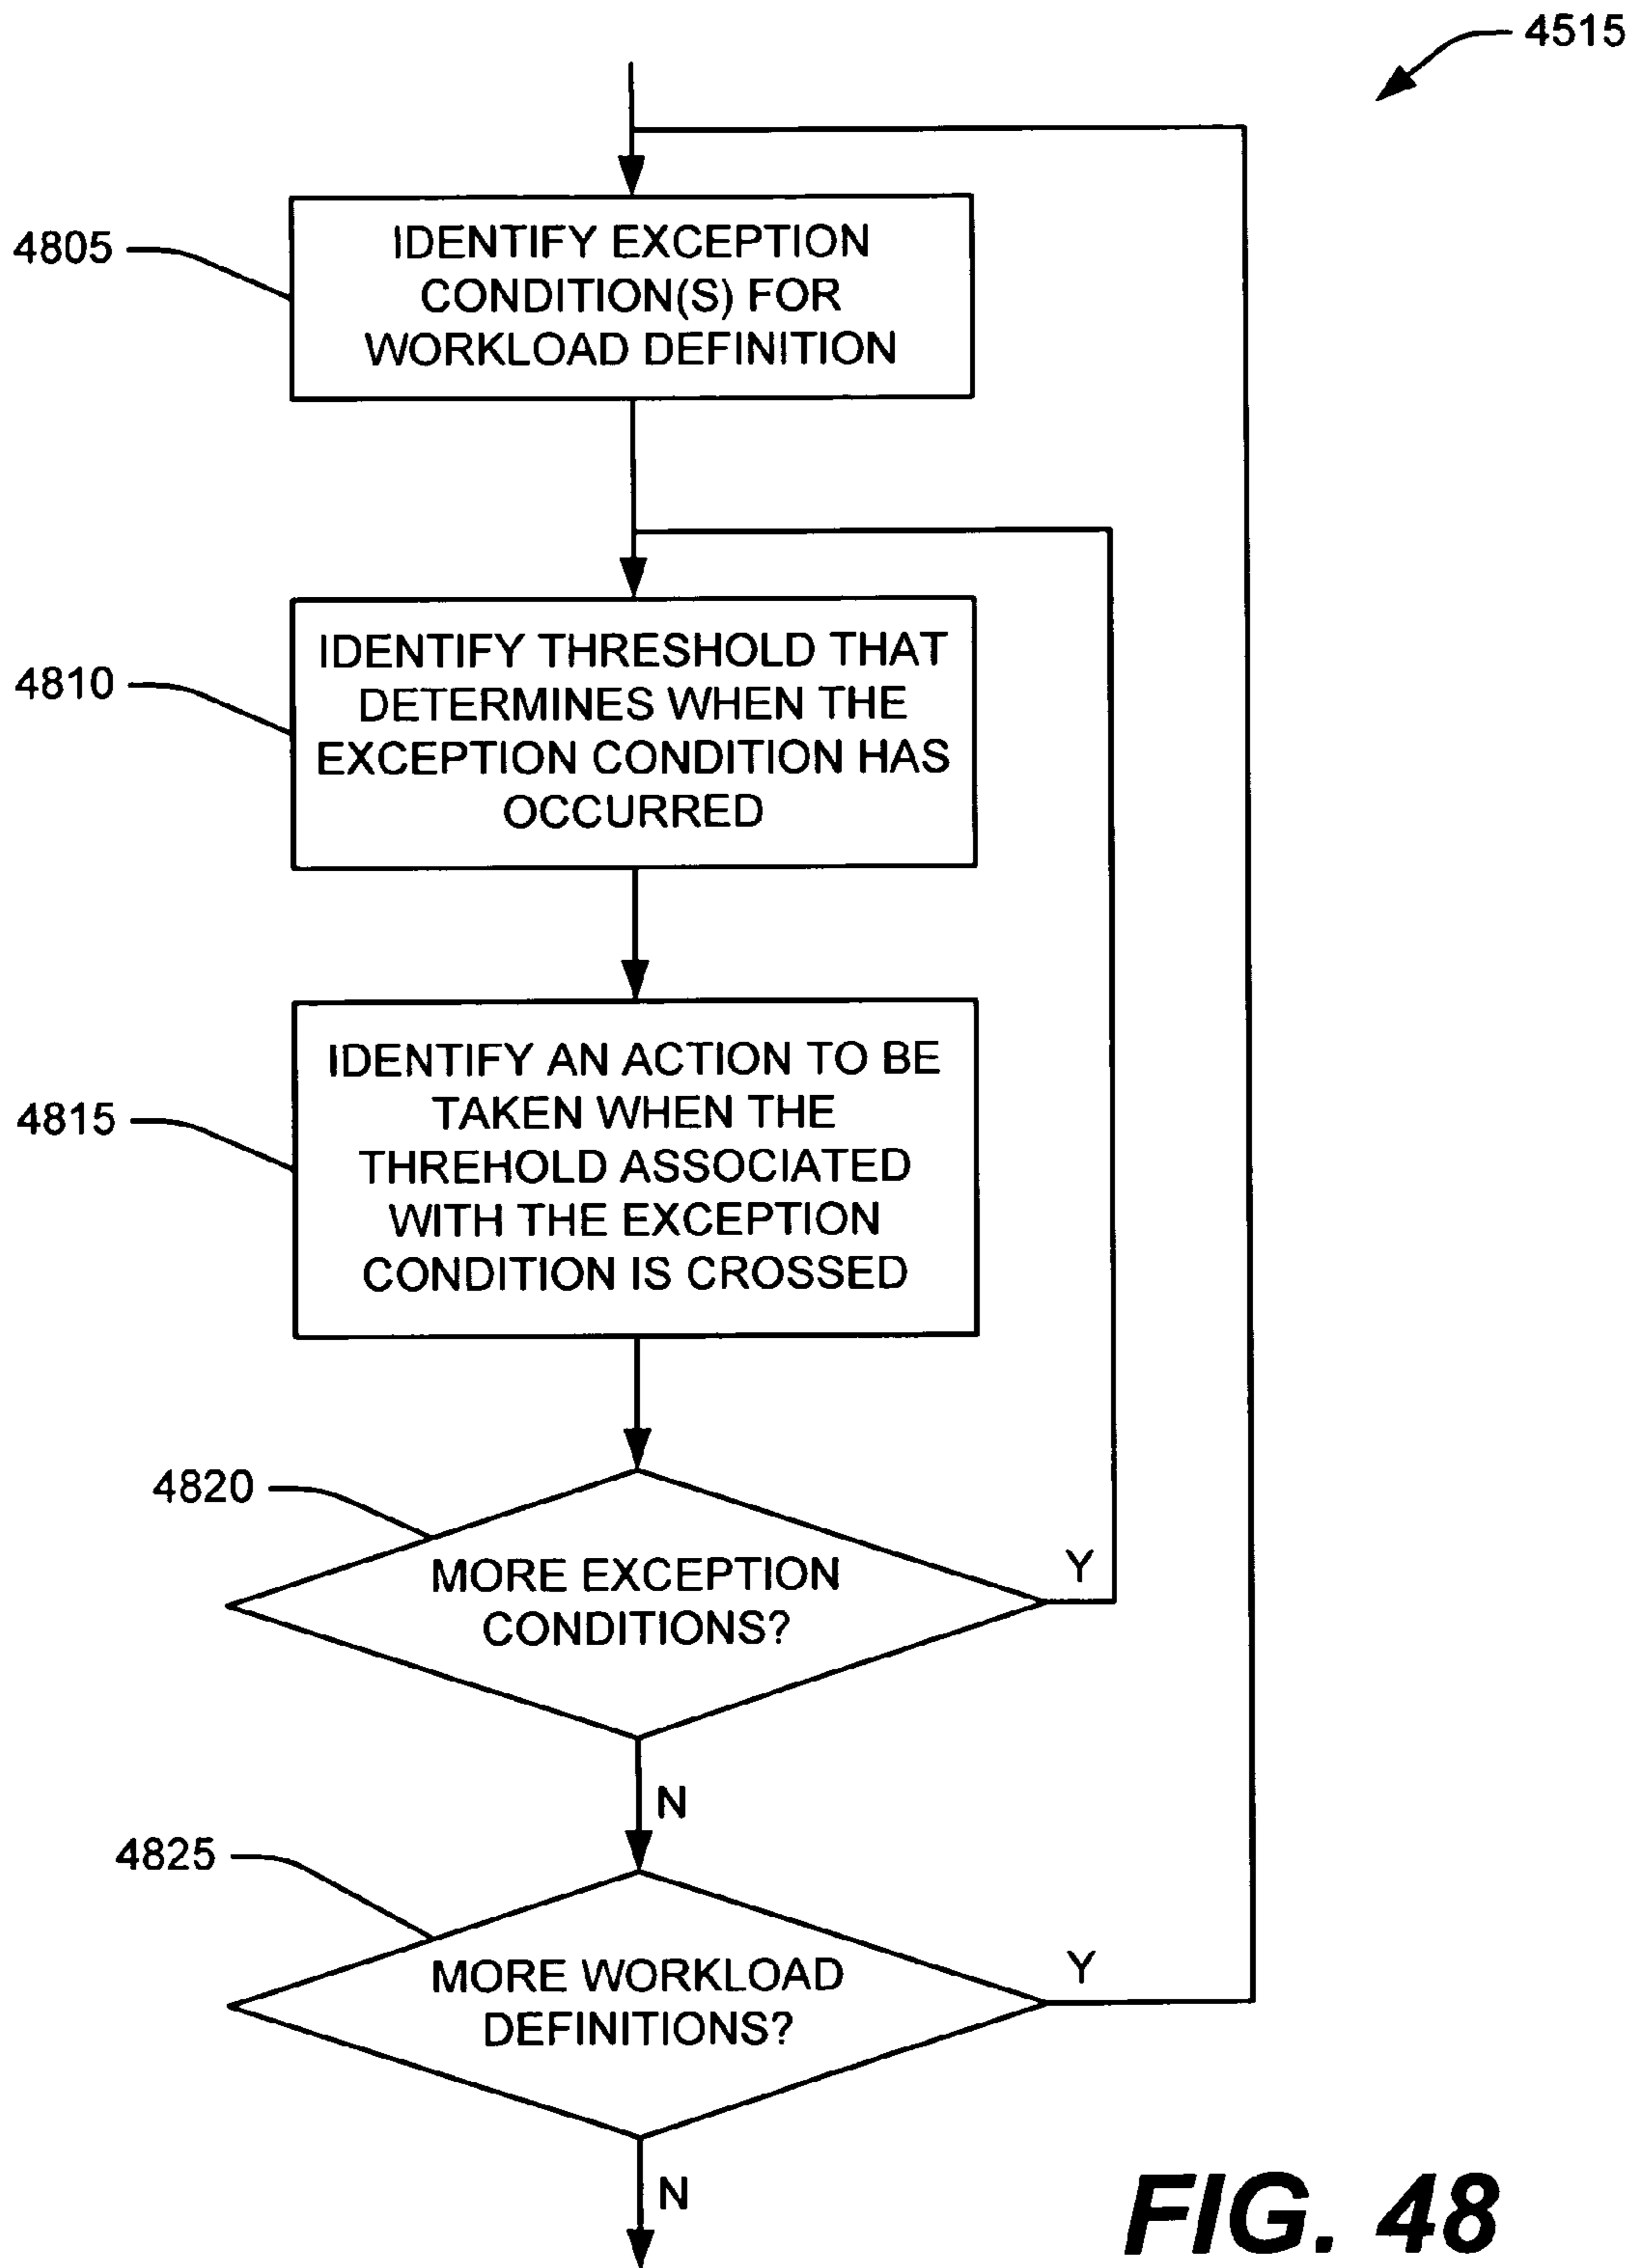 4515
4805
IDENTIFY EXCEPTION
CONDITION(S) FOR
WORKLOAD DEFINITION
4810
IDENTIFY THRESHOLD THAT
DETERMINES WHEN THE
EXCEPTION CONDITION HAS
OCCURRED
4815
IDENTIFY AN ACTION TO BE
TAKEN WHEN THE
THREHOLD ASSOCIATED
WITH THE EXCEPTION
CONDITION IS CROSSED
4820
MORE EXCEPTION
CONDITIONS?
Y
N
4825
MORE WORKLOAD
DEFINITIONS?
Y
N
FIG. 48